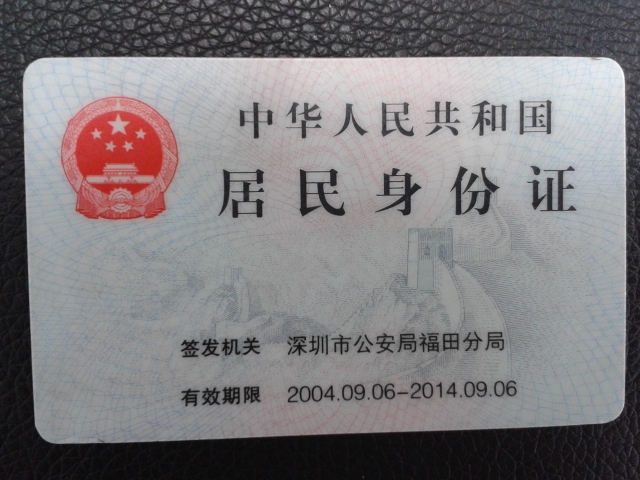 中华人民共和国
居民身份证
签发机关 深圳市公安局福田分局
有效期限 2004.09.06-2014.09.06